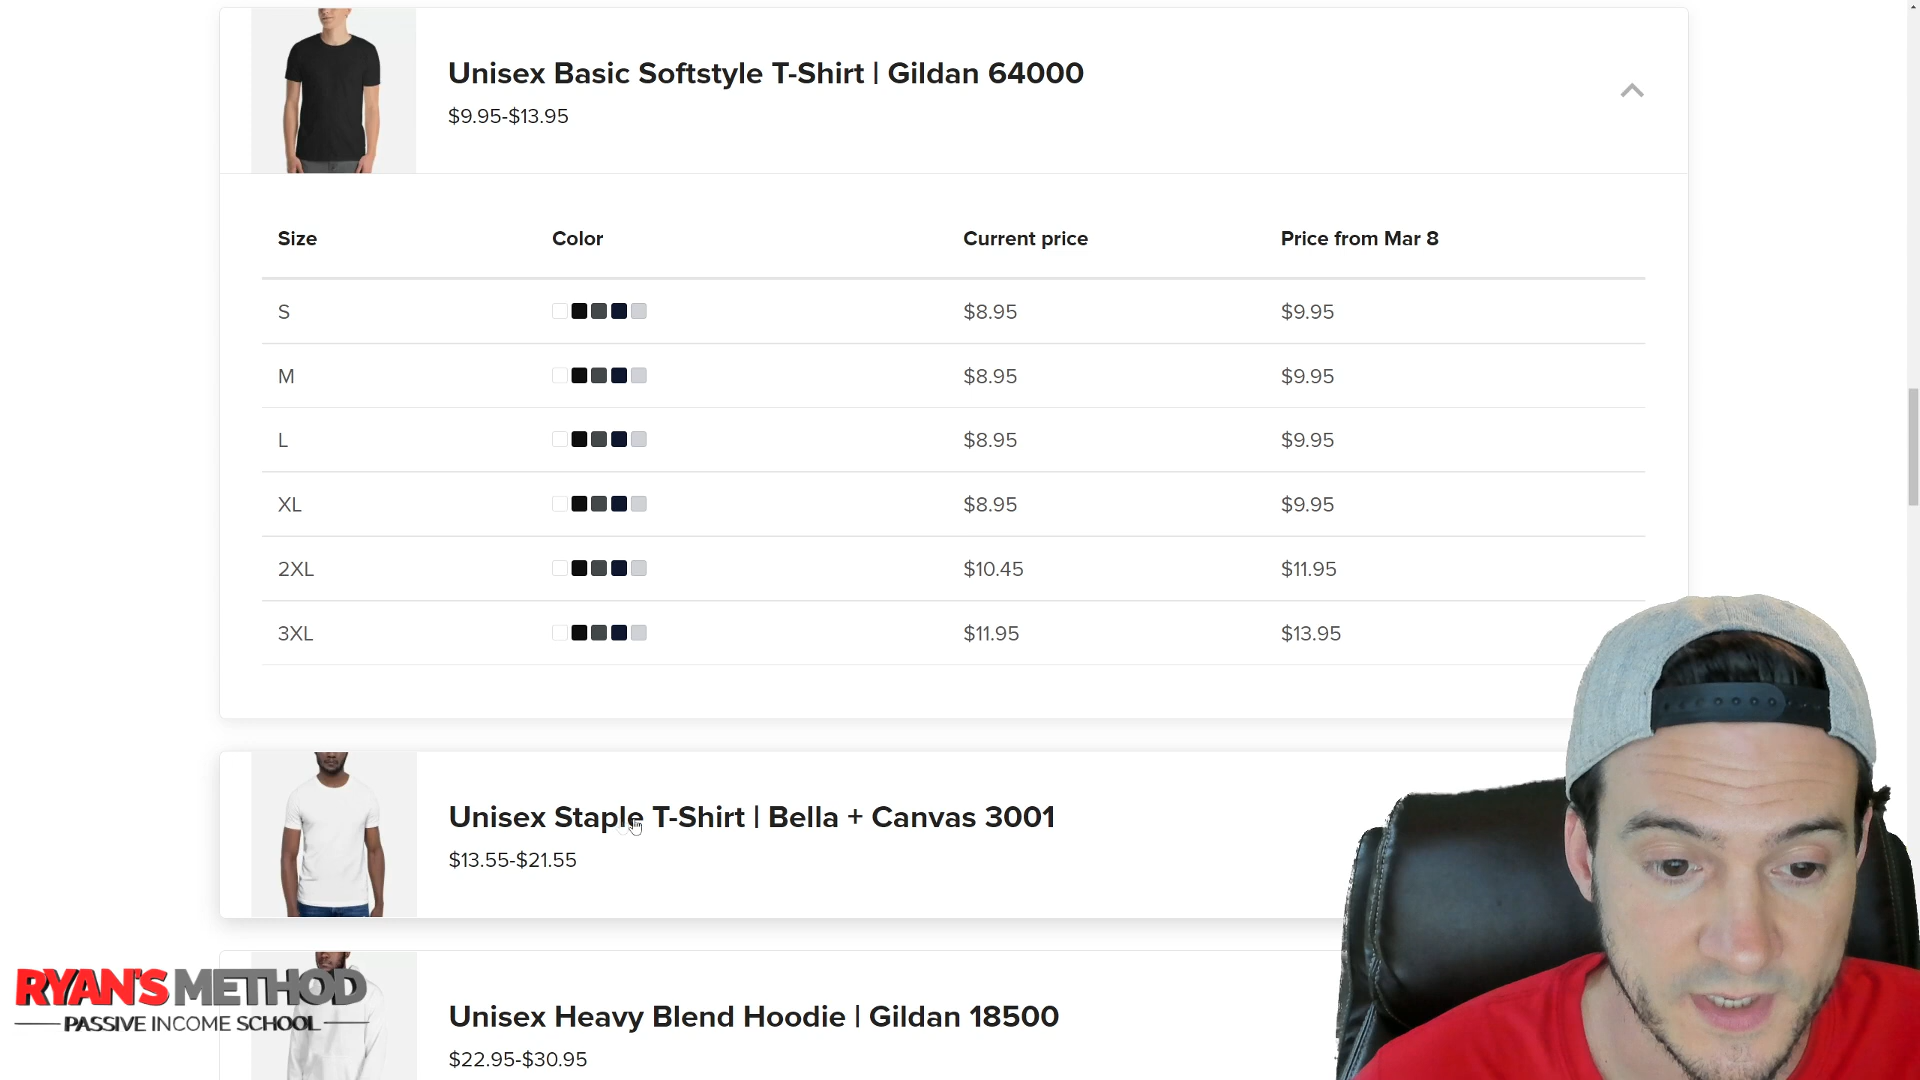 Unisex Basic Softstyle T-Shirt | Gildan 64000
$9.95-$13.95
Size Color Current price Price from Mar 8
S $8.95 $9.95
M $8.95 $9.95
L $8.95 $9.95
XL $8.95 $9.95
2XL $10.45 $11.95
3XL $11.95 $13.95
Unisex Staple T-Shirt | Bella + Canvas 3001
$13.55-$21.55
RYAN'S METHOD
PASSIVE INCOME SCHOOL
Unisex Heavy Blend Hoodie | Gildan 18500
$22.95-$30.95